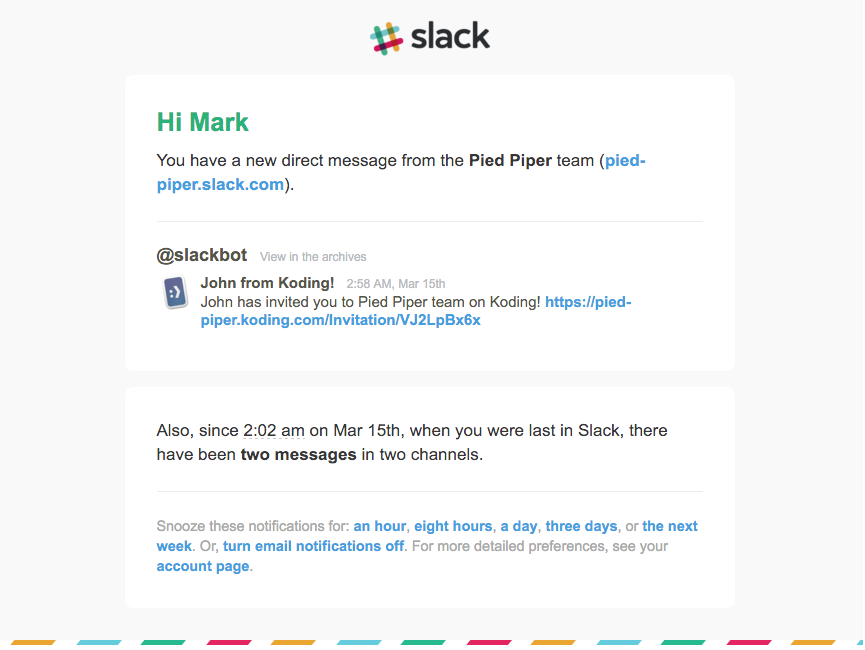 slack
Hi Mark
You have a new direct message from the Pied Piper team (pied-
piper.slack.com).
@slackbot View in the archives
John from Koding! 2:58 AM, Mar 15th
John has invited you to Pied Piper team on Koding! https://pied-
piper.koding.com/Invitation/VJ2LpBx6x
Also, since 2:02 am on Mar 15th, when you were last in Slack, there
have been two messages in two channels.
Snooze these notifications for: an hour, eight hours, a day, three days, or the next
week. Or, turn email notifications off. For more detailed preferences, see your
account page.